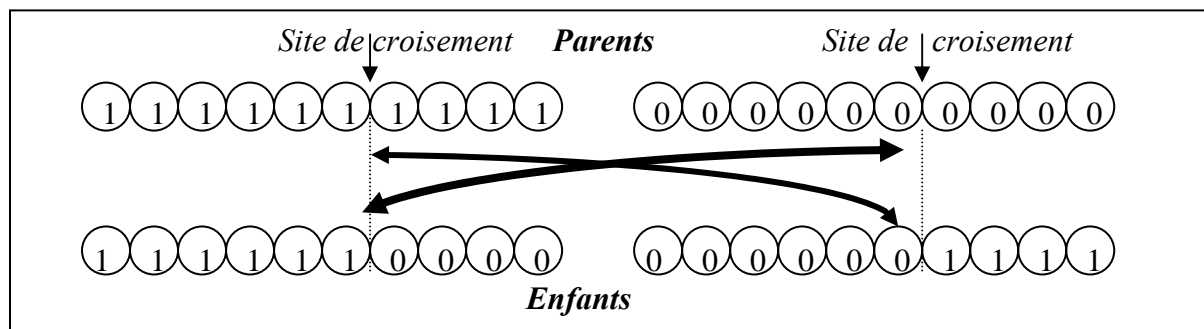 Site de croisement Parents Site de croisement
1 1 1 1 1 1 1 1 1 1 0 0 0 0 0 0 0 0 0 0
1 1 1 1 1 1 0 0 0 0 0 0 0 0 0 0 1 1 1 1
Enfants